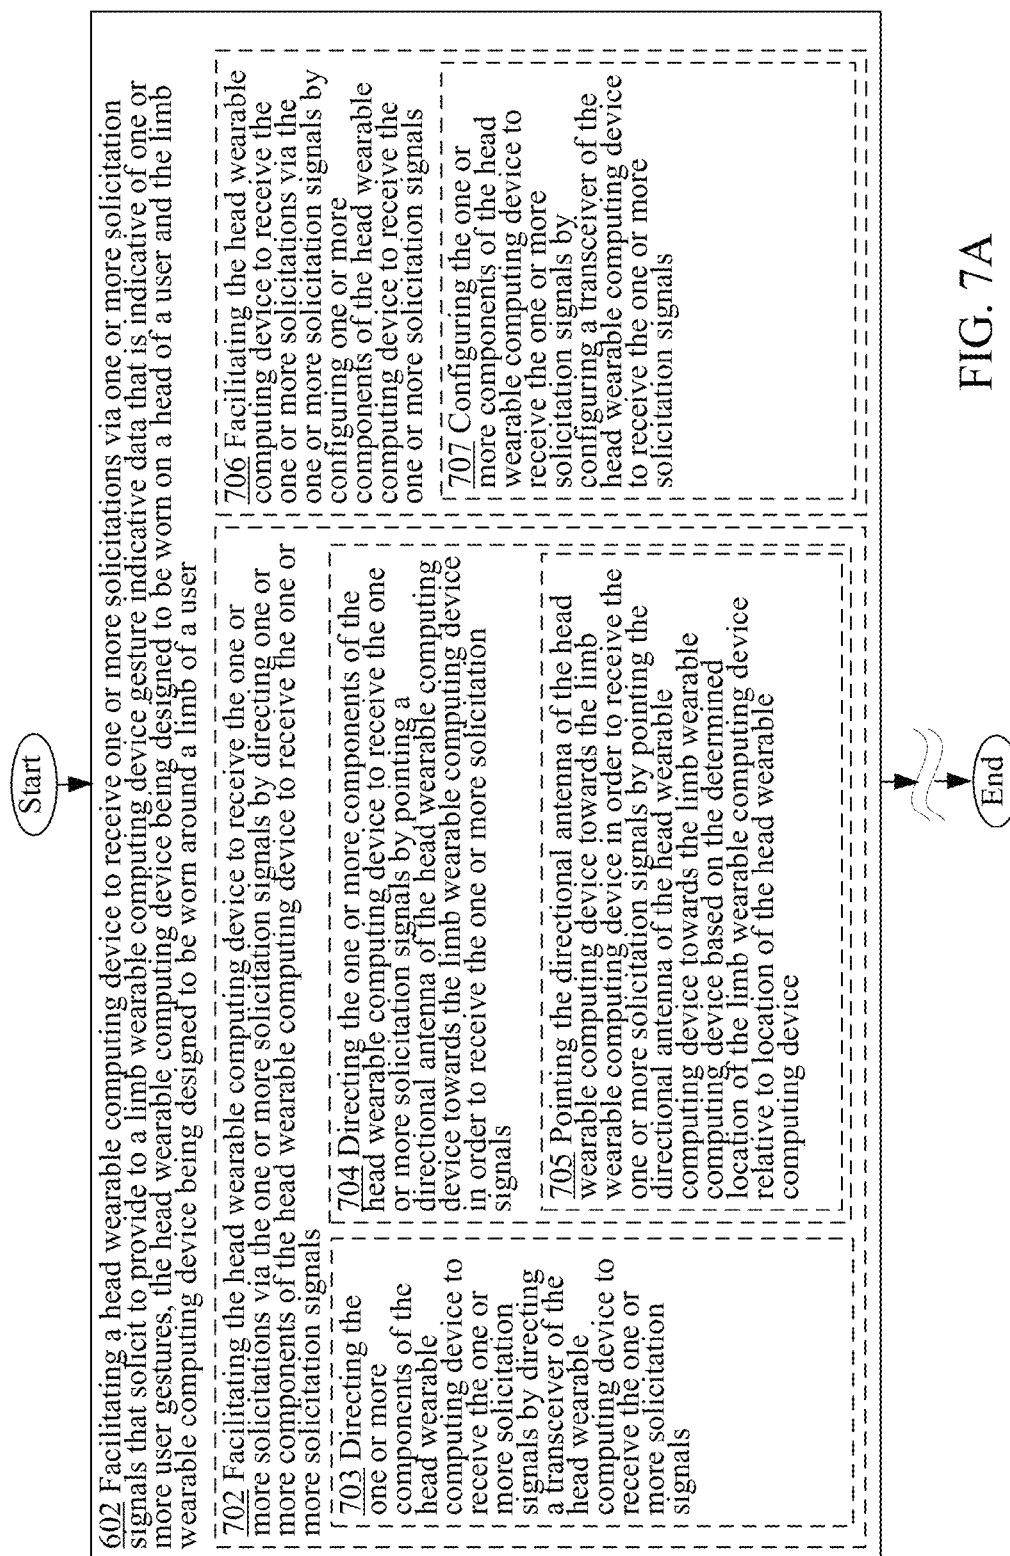 Start
602 Facilitating a head wearable computing device to receive one or more solicitations via one or more solicitation
signals that solicit to provide to a limb wearable computing device gesture indicative data that is indicative of one or
more user gestures, the head wearable computing device being designed to be worn on a head of a user and the limb
wearable computing device being designed to be worn around a limb of a user
702 Facilitating the head wearable computing device to receive the one or
more solicitations via the one or more solicitation signals by directing one or
more components of the head wearable computing device to receive the one or
more solicitation signals
703 Directing the
one or more
components of the
head wearable
computing device to
receive the one or
more solicitation
signals by directing
a transceiver of the
head wearable
computing device to
receive the one or
more solicitation
signals
704 Directing the one or more components of the
head wearable computing device to receive the one
or more solicitation signals by pointing a
directional antenna of the head wearable computing
device towards the limb wearable computing device
in order to receive the one or more solicitation
signals
705 Pointing the directional antenna of the head
wearable computing device towards the limb
wearable computing device in order to receive the
one or more solicitation signals by pointing the
directional antenna of the head wearable
computing device towards the limb wearable
computing device based on the determined
location of the limb wearable computing device
relative to location of the head wearable
computing device
706 Facilitating the head wearable
computing device to receive the
one or more solicitations via the
one or more solicitation signals by
configuring one or more
components of the head wearable
computing device to receive the
one or more solicitation signals
707 Configuring the one or
more components of the head
wearable computing device to
receive the one or more
solicitation signals by
configuring a transceiver of the
head wearable computing device
to receive the one or more
solicitation signals
End
FIG. 7A